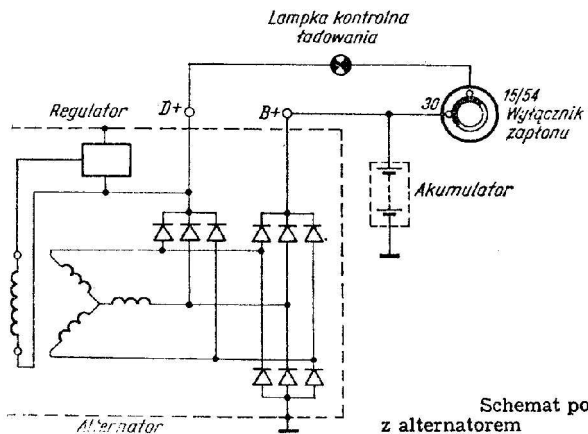 Lampka kontrolna
ładowania
Regulator
D+
B+
30
15/54
Wyłącznik
zapłonu
Akumulator
Alternator
Schemat po
z alternatorem